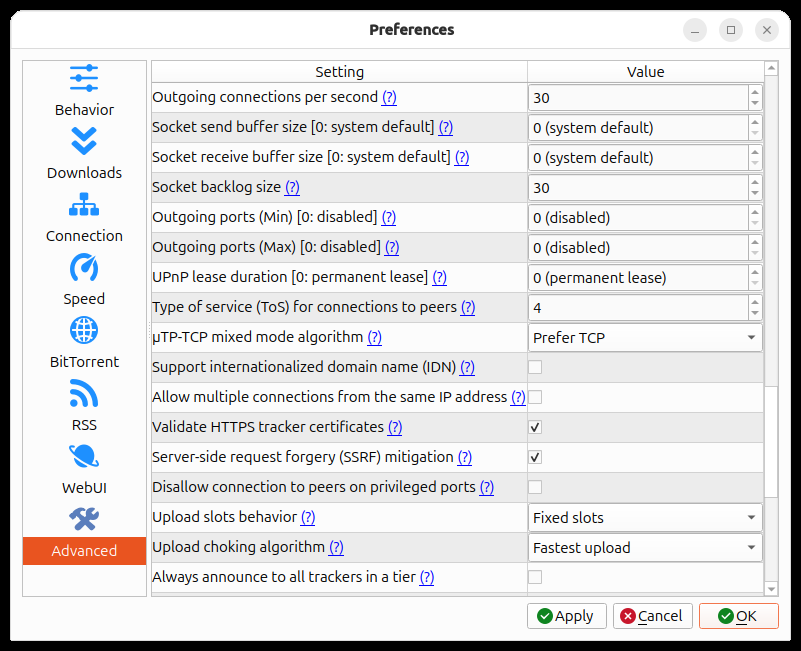 Preferences
Behavior
Downloads
Connection
Speed
BitTorrent
RSS
WebUI
Advanced
Setting Value
Outgoing connections per second (?) 30
Socket send buffer size [0: system default] (?) 0 (system default)
Socket receive buffer size [0: system default] (?) 0 (system default)
Socket backlog size (?) 30
Outgoing ports (Min) [0: disabled] (?) 0 (disabled)
Outgoing ports (Max) [0: disabled] (?) 0 (disabled)
UPnP lease duration [0: permanent lease] (?) 0 (permanent lease)
Type of service (ToS) for connections to peers (?) 4
μTP-TCP mixed mode algorithm (?) Prefer TCP
Support internationalized domain name (IDN) (?)
Allow multiple connections from the same IP address (?)
Validate HTTPS tracker certificates (?)
Server-side request forgery (SSRF) mitigation (?)
Disallow connection to peers on privileged ports (?)
Upload slots behavior (?) Fixed slots
Upload choking algorithm (?) Fastest upload
Always announce to all trackers in a tier (?)
Apply Cancel OK